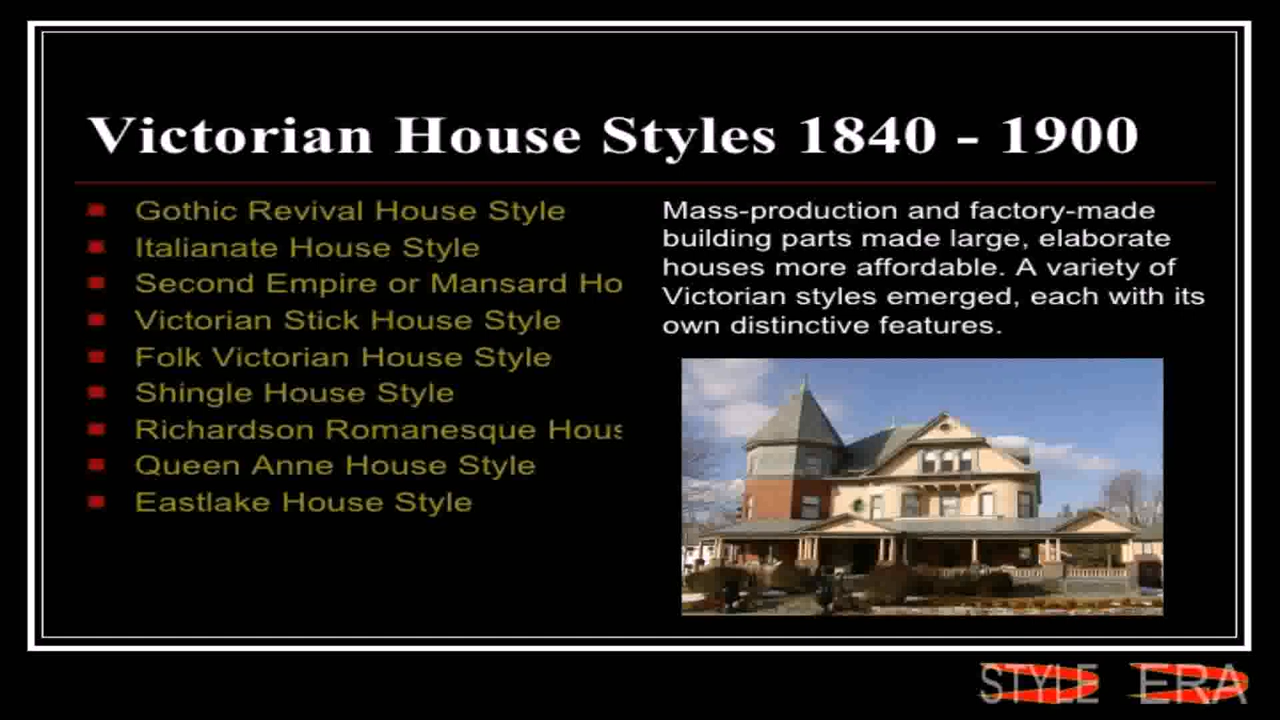 Victorian House Styles 1840 - 1900
Gothic Revival House Style
Italianate House Style
Second Empire or Mansard Ho
Victorian Stick House Style
Folk Victorian House Style
Shingle House Style
Richardson Romanesque Hous
Queen Anne House Style
Eastlake House Style
Mass-production and factory-made
building parts made large, elaborate
houses more affordable. A variety of
Victorian styles emerged, each with its
own distinctive features.
STYLE ERA